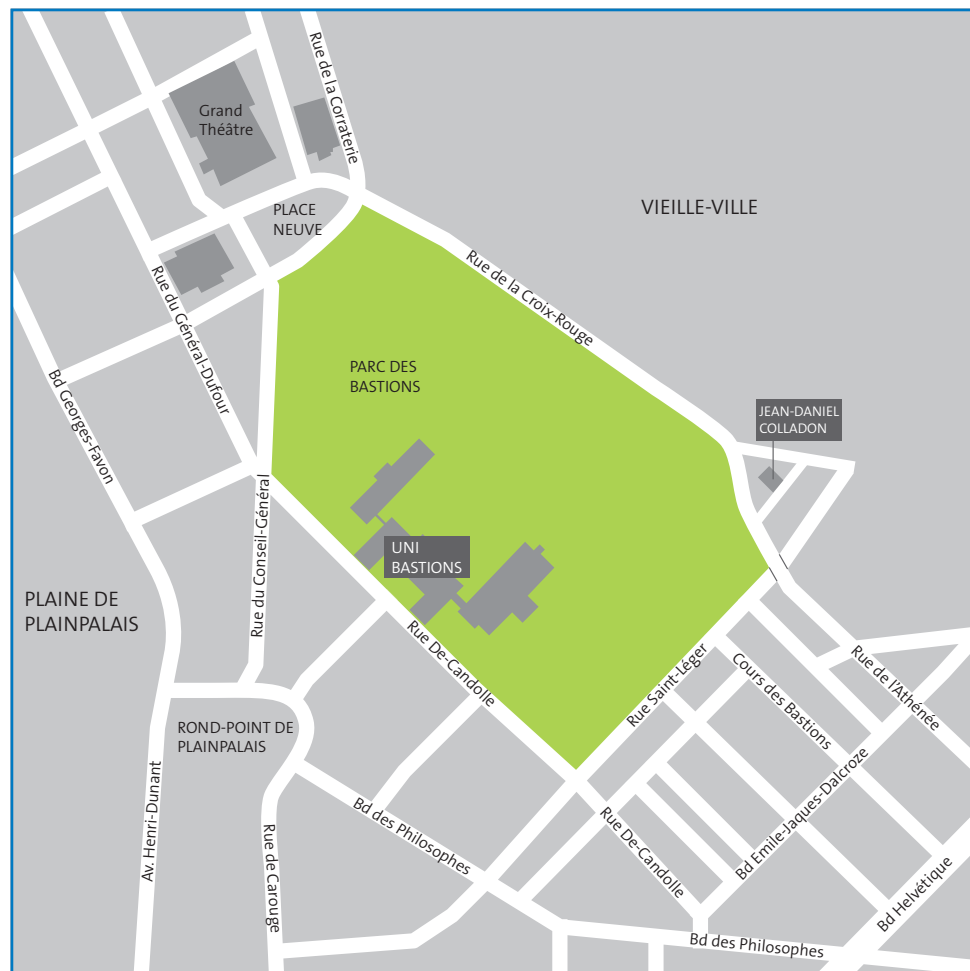 Rue de la Corraterie
Grand
Théâtre
PLACE
NEUVE
VIEILLE-VILLE
Rue de la Croix-Rouge
Rue du Général-Dufour
PARC DES
BASTIONS
Bd Georges-Favon
JEAN-DANIEL
COLLADON
Rue du Conseil-Général
UNI
BASTIONS
PLAINE DE
PLAINPALAIS
Rue De-Candolle
Rue Saint-Léger
Cours des Bastions
Rue de l'Athénée
ROND-POINT DE
PLAINPALAIS
Av. Henri-Dunant
Rue de Carouge
Bd des Philosophes
Rue De-Candolle
Bd Emile-Jaques-Dalcroze
Bd Helvétique
Bd des Philosophes